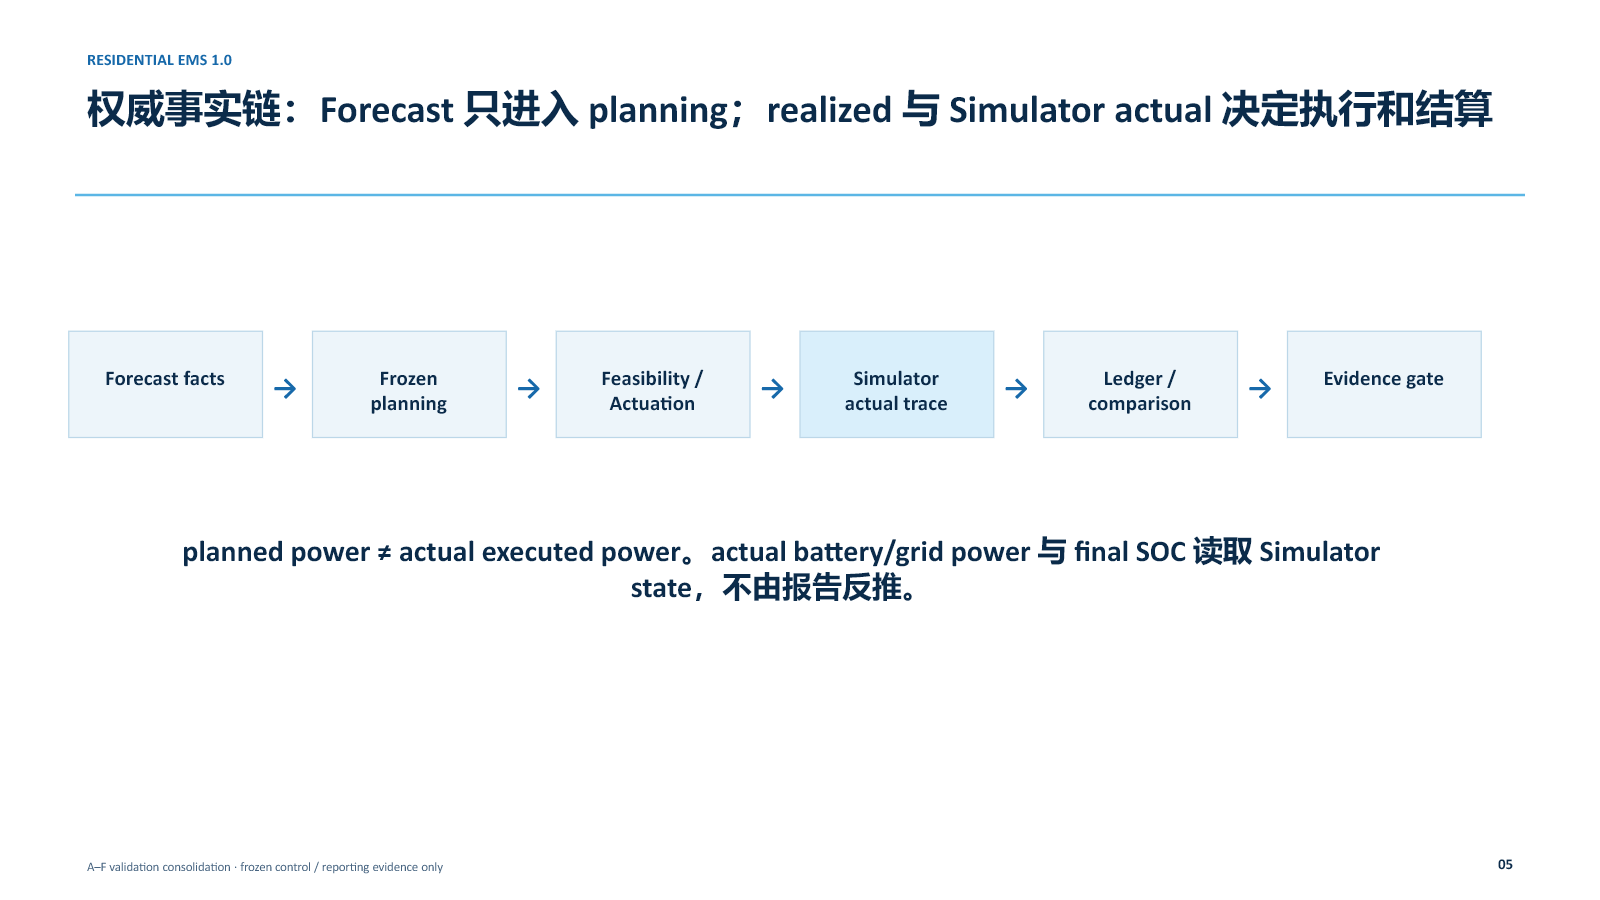 RESIDENTIAL EMS 1.0
权威事实链：Forecast 只进入 planning；realized 与 Simulator actual 决定执行和结算
Forecast facts
→
Frozen
planning
→
Feasibility /
Actuation
→
Simulator
actual trace
→
Ledger /
comparison
→
Evidence gate
planned power ≠ actual executed power。actual battery/grid power 与 final SOC 读取 Simulator
state，不由报告反推。
A–F validation consolidation · frozen control / reporting evidence only
05